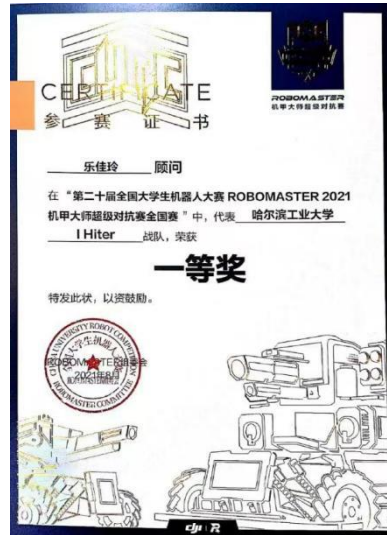 CERTIFICATE
参 赛 证 书
ROBOMASTER
机甲大师超级对抗赛
乐佳玲 顾问
在“第二十届全国大学生机器人大赛 ROBOMASTER 2021
机甲大师超级对抗赛全国赛”中，代表 哈尔滨工业大学
I Hiter 战队，荣获
一等奖
特发此状，以资鼓励。
ROBOMASTER组委会
2021年8月
ROBOMASTER COMMITTEE
dji R